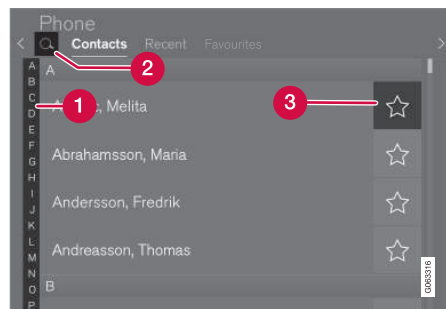 Phone
Contacts Recent Favourites
2
A
A
B
C
D
E
F
G
H
I
J
K
L
M
N
O
P
1
, Melita
3
Abrahamsson, Maria
Andersson, Fredrik
Andreasson, Thomas
B
G063316